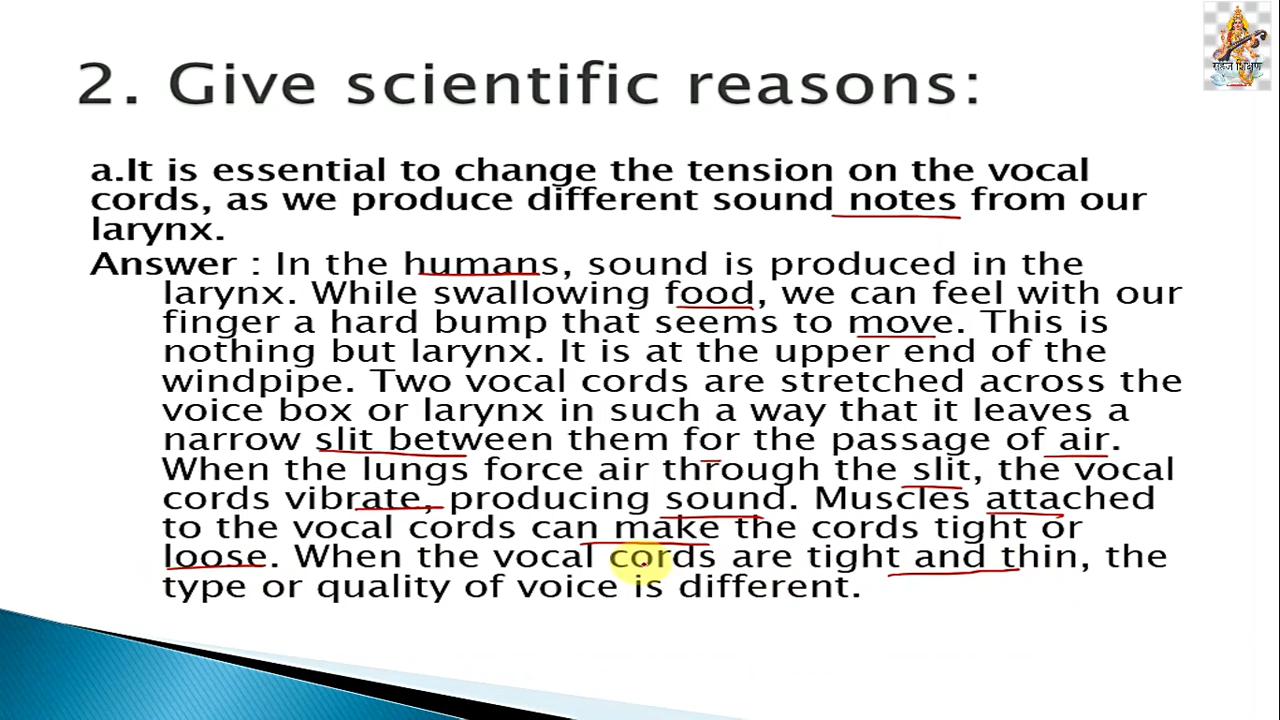 2. Give scientific reasons:
a.It is essential to change the tension on the vocal
cords, as we produce different sound notes from our
larynx.
Answer : In the humans, sound is produced in the
larynx. While swallowing food, we can feel with our
finger a hard bump that seems to move. This is
nothing but larynx. It is at the upper end of the
windpipe. Two vocal cords are stretched across the
voice box or larynx in such a way that it leaves a
narrow slit between them for the passage of air.
When the lungs force air through the slit, the vocal
cords vibrate, producing sound. Muscles attached
to the vocal cords can make the cords tight or
loose. When the vocal cords are tight and thin, the
type or quality of voice is different.